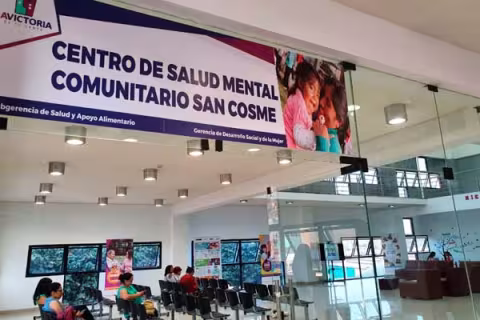 AVICTORIA
CENTRO DE SALUD MENTAL
COMUNITARIO SAN COSME
bgerencia de Salud y Apoyo Alimentario
Gerencia de Desarrollo Social y de la Mujer